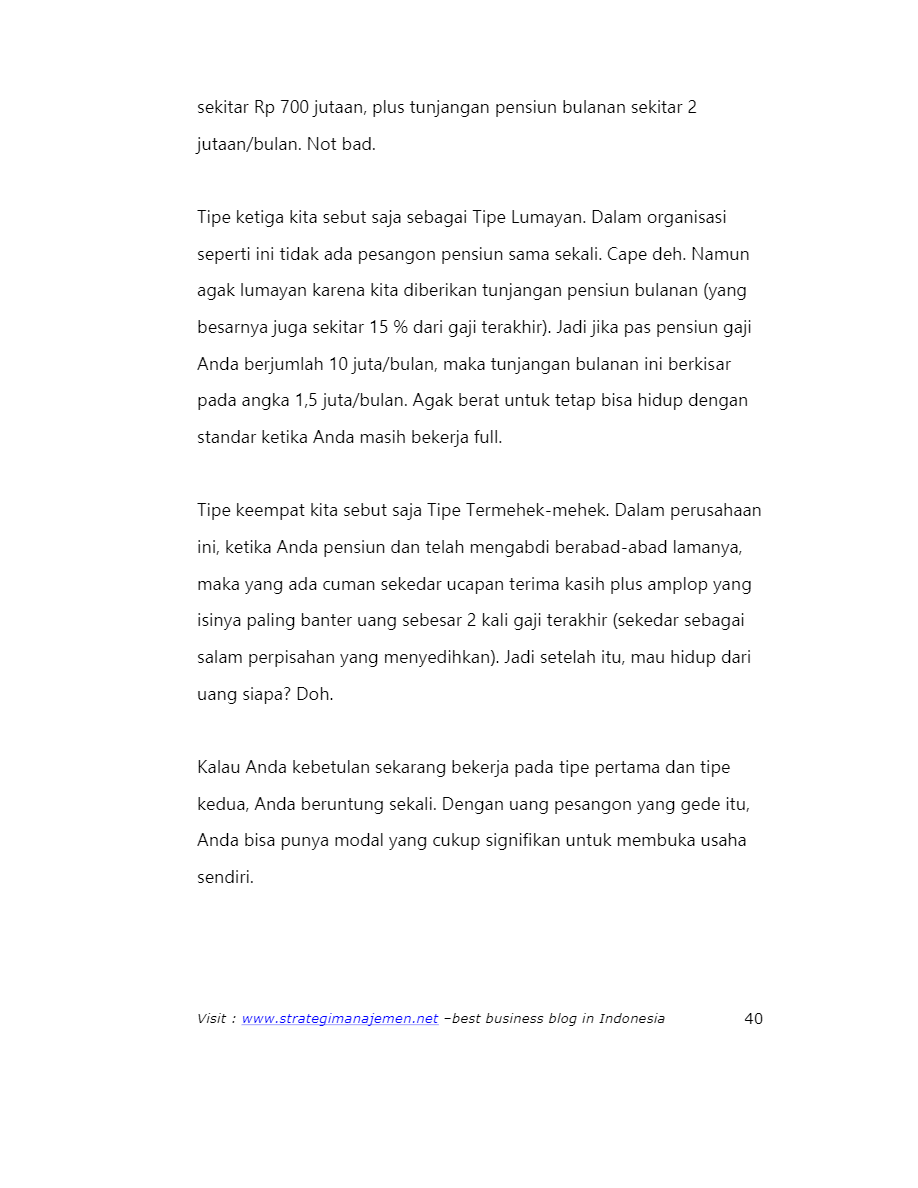 sekitar Rp 700 jutaan, plus tunjangan pensiun bulanan sekitar 2
jutaan/bulan. Not bad.
Tipe ketiga kita sebut saja sebagai Tipe Lumayan. Dalam organisasi
seperti ini tidak ada pesangon pensiun sama sekali. Cape deh. Namun
agak lumayan karena kita diberikan tunjangan pensiun bulanan (yang
besarnya juga sekitar 15 % dari gaji terakhir). Jadi jika pas pensiun gaji
Anda berjumlah 10 juta/bulan, maka tunjangan bulanan ini berkisar
pada angka 1,5 juta/bulan. Agak berat untuk tetap bisa hidup dengan
standar ketika Anda masih bekerja full.
Tipe keempat kita sebut saja Tipe Termehek-mehek. Dalam perusahaan
ini, ketika Anda pensiun dan telah mengabdi berabad-abad lamanya,
maka yang ada cuman sekedar ucapan terima kasih plus amplop yang
isinya paling banter uang sebesar 2 kali gaji terakhir (sekedar sebagai
salam perpisahan yang menyedihkan). Jadi setelah itu, mau hidup dari
uang siapa? Doh.
Kalau Anda kebetulan sekarang bekerja pada tipe pertama dan tipe
kedua, Anda beruntung sekali. Dengan uang pesangon yang gede itu,
Anda bisa punya modal yang cukup signifikan untuk membuka usaha
sendiri.
Visit : www.strategimanajemen.net –best business blog in Indonesia 40